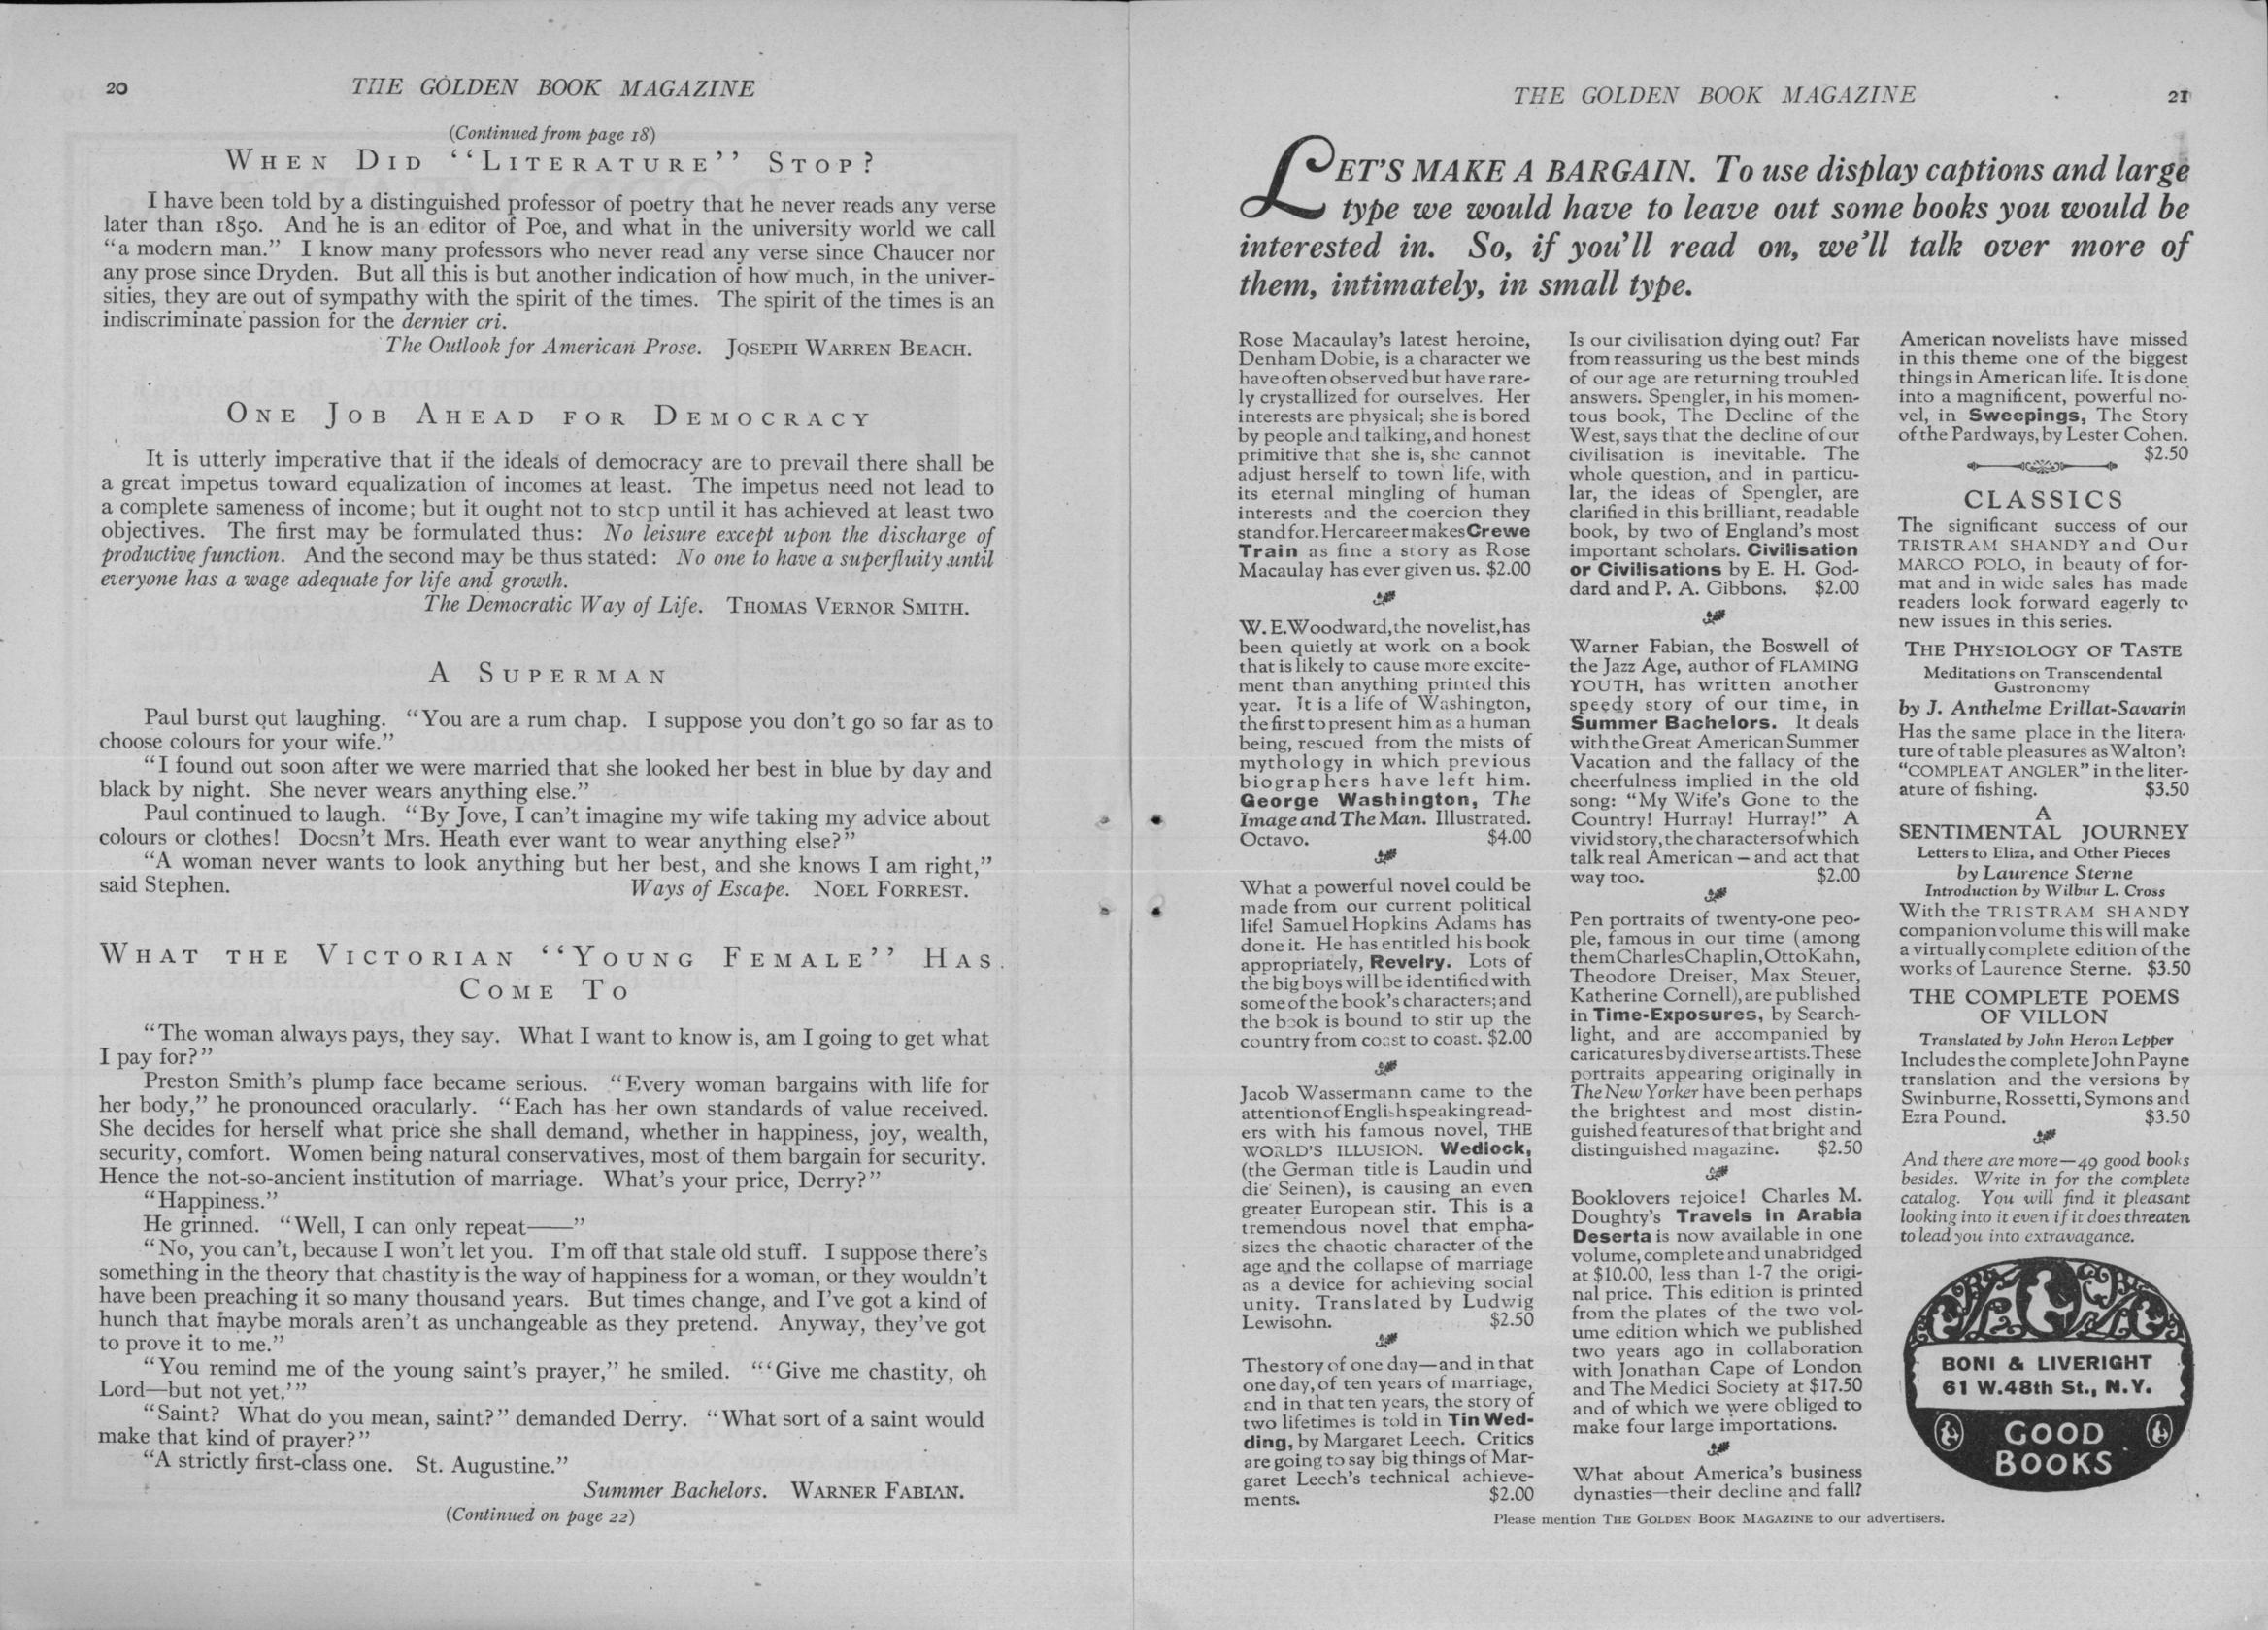 20
THE GOLDEN BOOK MAGAZINE
(Continued from page 18)
WHEN DID “LITERATURE” STOP?
I have been told by a distinguished professor of poetry that he never reads any verse
later than 1850. And he is an editor of Poe, and what in the university world we call
“a modern man.” I know many professors who never read any verse since Chaucer nor
any prose since Dryden. But all this is but another indication of how much, in the univer-
sities, they are out of sympathy with the spirit of the times. The spirit of the times is an
indiscriminate passion for the dernier cri.
The Outlook for American Prose. JOSEPH WARREN BEACH.
ONE JOB AHEAD FOR DEMOCRACY
It is utterly imperative that if the ideals of democracy are to prevail there shall be
a great impetus toward equalization of incomes at least. The impetus need not lead to
a complete sameness of income; but it ought not to stop until it has achieved at least two
objectives. The first may be formulated thus: No leisure except upon the discharge of
productive function. And the second may be thus stated: No one to have a superfluity until
everyone has a wage adequate for life and growth.
The Democratic Way of Life. THOMAS VERNOR SMITH.
A SUPERMAN
Paul burst out laughing. “You are a rum chap. I suppose you don’t go so far as to
choose colours for your wife.”
“I found out soon after we were married that she looked her best in blue by day and
black by night. She never wears anything else.”
Paul continued to laugh. “By Jove, I can’t imagine my wife taking my advice about
colours or clothes! Doesn’t Mrs. Heath ever want to wear anything else?”
“A woman never wants to look anything but her best, and she knows I am right,”
said Stephen. Ways of Escape. NOEL FORREST.
WHAT THE VICTORIAN “YOUNG FEMALE” HAS
COME TO
“The woman always pays, they say. What I want to know is, am I going to get what
I pay for?”
Preston Smith’s plump face became serious. “Every woman bargains with life for
her body,” he pronounced oracularly. “Each has her own standards of value received.
She decides for herself what price she shall demand, whether in happiness, joy, wealth,
security, comfort. Women being natural conservatives, most of them bargain for security.
Hence the not-so-ancient institution of marriage. What’s your price, Derry?”
“Happiness.”
He grinned. “Well, I can only repeat——”
“No, you can’t, because I won’t let you. I’m off that stale old stuff. I suppose there’s
something in the theory that chastity is the way of happiness for a woman, or they wouldn’t
have been preaching it so many thousand years. But times change, and I’ve got a kind of
hunch that maybe morals aren’t as unchangeable as they pretend. Anyway, they’ve got
to prove it to me.”
“You remind me of the young saint’s prayer,” he smiled. “‘Give me chastity, oh
Lord—but not yet.’”
“Saint? What do you mean, saint?” demanded Derry. “What sort of a saint would
make that kind of prayer?”
“A strictly first-class one. St. Augustine.”
Summer Bachelors. WARNER FABIAN.
(Continued on page 22)
THE GOLDEN BOOK MAGAZINE
21
LET’S MAKE A BARGAIN. To use display captions and large
type we would have to leave out some books you would be
interested in. So, if you’ll read on, we’ll talk over more of
them, intimately, in small type.
Rose Macaulay’s latest heroine,
Denham Dobie, is a character we
have often observed but have rare-
ly crystallized for ourselves. Her
interests are physical; she is bored
by people and talking, and honest
primitive that she is, she cannot
adjust herself to town life, with
its eternal mingling of human
interests and the coercion they
stand for. Her career makes Crewe
Train as fine a story as Rose
Macaulay has ever given us. $2.00
W. E. Woodward, the novelist, has
been quietly at work on a book
that is likely to cause more excite-
ment than anything printed this
year. It is a life of Washington,
the first to present him as a human
being, rescued from the mists of
mythology in which previous
biographers have left him.
George Washington, The
Image and The Man. Illustrated.
Octavo. $4.00
What a powerful novel could be
made from our current political
life! Samuel Hopkins Adams has
done it. He has entitled his book
appropriately, Revelry. Lots of
the big boys will be identified with
some of the book’s characters; and
the book is bound to stir up the
country from coast to coast. $2.00
Jacob Wassermann came to the
attention of English speaking read-
ers with his famous novel, THE
WORLD’S ILLUSION. Wedlock,
(the German title is Laudin und
die Seinen), is causing an even
greater European stir. This is a
tremendous novel that empha-
sizes the chaotic character of the
age and the collapse of marriage
as a device for achieving social
unity. Translated by Ludwig
Lewisohn. $2.50
The story of one day—and in that
one day, of ten years of marriage,
and in that ten years, the story of
two lifetimes is told in Tin Wed-
ding, by Margaret Leech. Critics
are going to say big things of Mar-
garet Leech’s technical achieve-
ments. $2.00
Is our civilisation dying out? Far
from reassuring us the best minds
of our age are returning troubled
answers. Spengler, in his momen-
tous book, The Decline of the
West, says that the decline of our
civilisation is inevitable. The
whole question, and in particu-
lar, the ideas of Spengler, are
clarified in this brilliant, readable
book, by two of England’s most
important scholars. Civilisation
or Civilisations by E. H. God-
dard and P. A. Gibbons. $2.00
Warner Fabian, the Boswell of
the Jazz Age, author of FLAMING
YOUTH, has written another
speedy story of our time, in
Summer Bachelors. It deals
with the Great American Summer
Vacation and the fallacy of the
cheerfulness implied in the old
song: “My Wife’s Gone to the
Country! Hurray! Hurray!” A
vivid story, the characters of which
talk real American—and act that
way too. $2.00
Pen portraits of twenty-one peo-
ple, famous in our time (among
them Charles Chaplin, Otto Kahn,
Theodore Dreiser, Max Steuer,
Katherine Cornell), are published
in Time-Exposures, by Search-
light, and are accompanied by
caricatures by diverse artists. These
portraits appearing originally in
The New Yorker have been perhaps
the brightest and most distin-
guished features of that bright and
distinguished magazine. $2.50
Booklovers rejoice! Charles M.
Doughty’s Travels in Arabia
Deserta is now available in one
volume, complete and unabridged
at $10.00, less than 1-7 the origi-
nal price. This edition is printed
from the plates of the two vol-
ume edition which we published
two years ago in collaboration
with Jonathan Cape of London
and The Medici Society at $17.50
and of which we were obliged to
make four large importations.
What about America’s business
dynasties—their decline and fall?
American novelists have missed
in this theme one of the biggest
things in American life. It is done
into a magnificent, powerful no-
vel, in Sweepings, The Story
of the Pardways, by Lester Cohen.
$2.50
CLASSICS
The significant success of our
TRISTRAM SHANDY and Our
MARCO POLO, in beauty of for-
mat and in wide sales has made
readers look forward eagerly to
new issues in this series.
THE PHYSIOLOGY OF TASTE
Meditations on Transcendental
Gastronomy
by J. Anthelme Brillat-Savarin
Has the same place in the litera-
ture of table pleasures as Walton’s
“COMPLEAT ANGLER” in the liter-
ature of fishing. $3.50
A
SENTIMENTAL JOURNEY
Letters to Eliza, and Other Pieces
by Laurence Sterne
Introduction by Wilbur L. Cross
With the TRISTRAM SHANDY
companion volume this will make
a virtually complete edition of the
works of Laurence Sterne. $3.50
THE COMPLETE POEMS
OF VILLON
Translated by John Heron Lepper
Includes the complete John Payne
translation and the versions by
Swinburne, Rossetti, Symons and
Ezra Pound. $3.50
And there are more—49 good books
besides. Write in for the complete
catalog. You will find it pleasant
looking into it even if it does threaten
to lead you into extravagance.
BONI & LIVERIGHT
61 W. 48th St., N. Y.
GOOD
BOOKS
Please mention THE GOLDEN BOOK MAGAZINE to our advertisers.